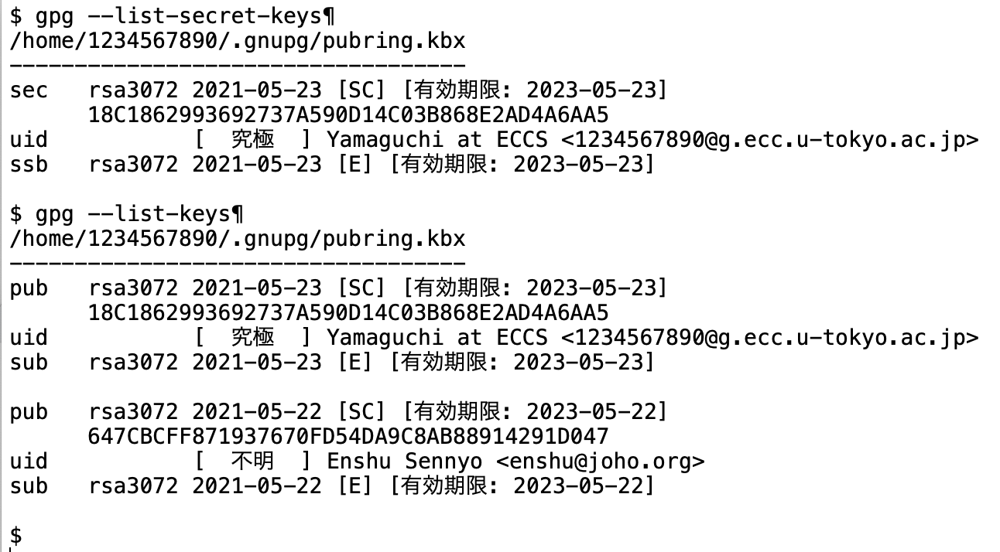 $ gpg --list-secret-keys¶
/home/1234567890/.gnupg/pubring.kbx
-----------------------------------
sec   rsa3072 2021-05-23 [SC] [有効期限: 2023-05-23]
      18C1862993692737A590D14C03B868E2AD4A6AA5
uid           [  究極  ] Yamaguchi at ECCS <1234567890@g.ecc.u-tokyo.ac.jp>
ssb   rsa3072 2021-05-23 [E] [有効期限: 2023-05-23]

$ gpg --list-keys¶
/home/1234567890/.gnupg/pubring.kbx
-----------------------------------
pub   rsa3072 2021-05-23 [SC] [有効期限: 2023-05-23]
      18C1862993692737A590D14C03B868E2AD4A6AA5
uid           [  究極  ] Yamaguchi at ECCS <1234567890@g.ecc.u-tokyo.ac.jp>
sub   rsa3072 2021-05-23 [E] [有効期限: 2023-05-23]

pub   rsa3072 2021-05-22 [SC] [有効期限: 2023-05-22]
      647CBCFF871937670FD54DA9C8AB88914291D047
uid           [  不明  ] Enshu Sennyo <enshu@joho.org>
sub   rsa3072 2021-05-22 [E] [有効期限: 2023-05-22]

$